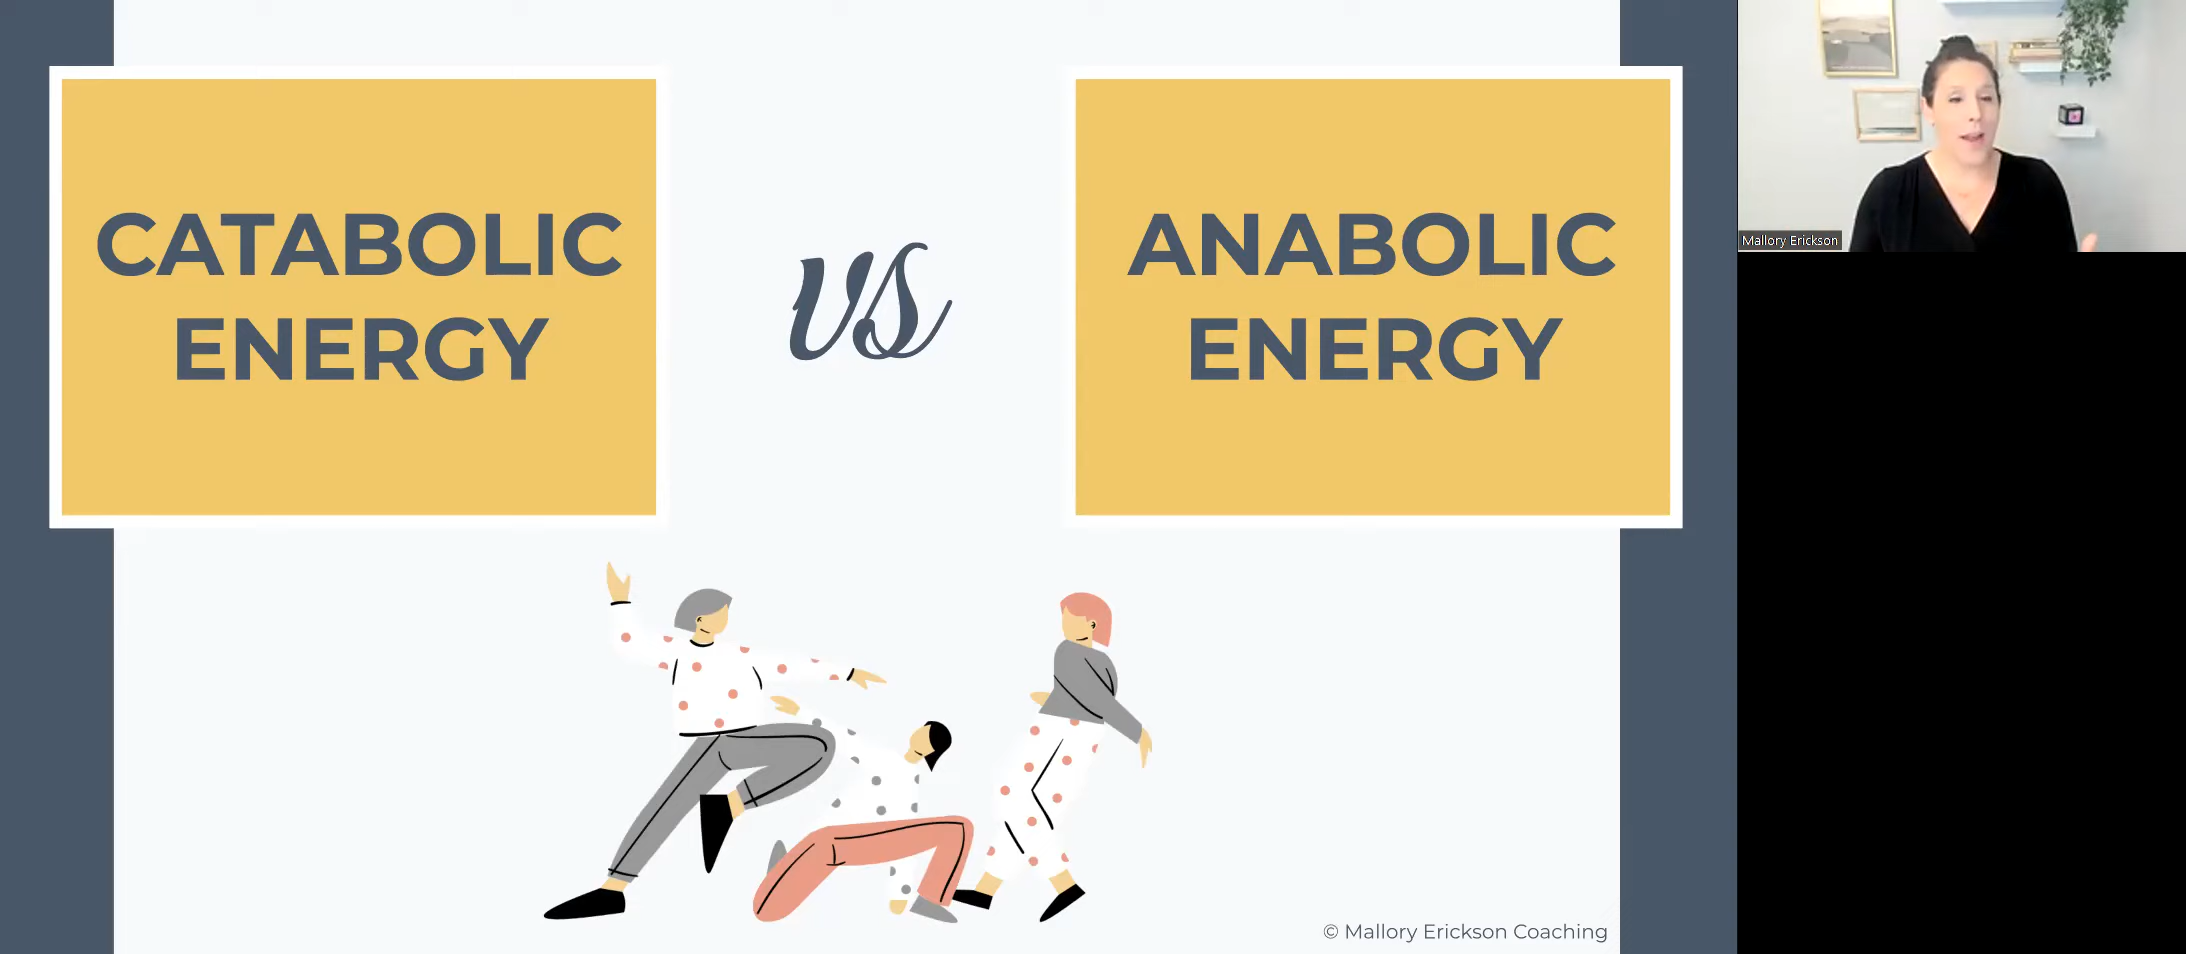 CATABOLIC
ENERGY
vs
ANABOLIC
ENERGY
Mallory Erickson
© Mallory Erickson Coaching